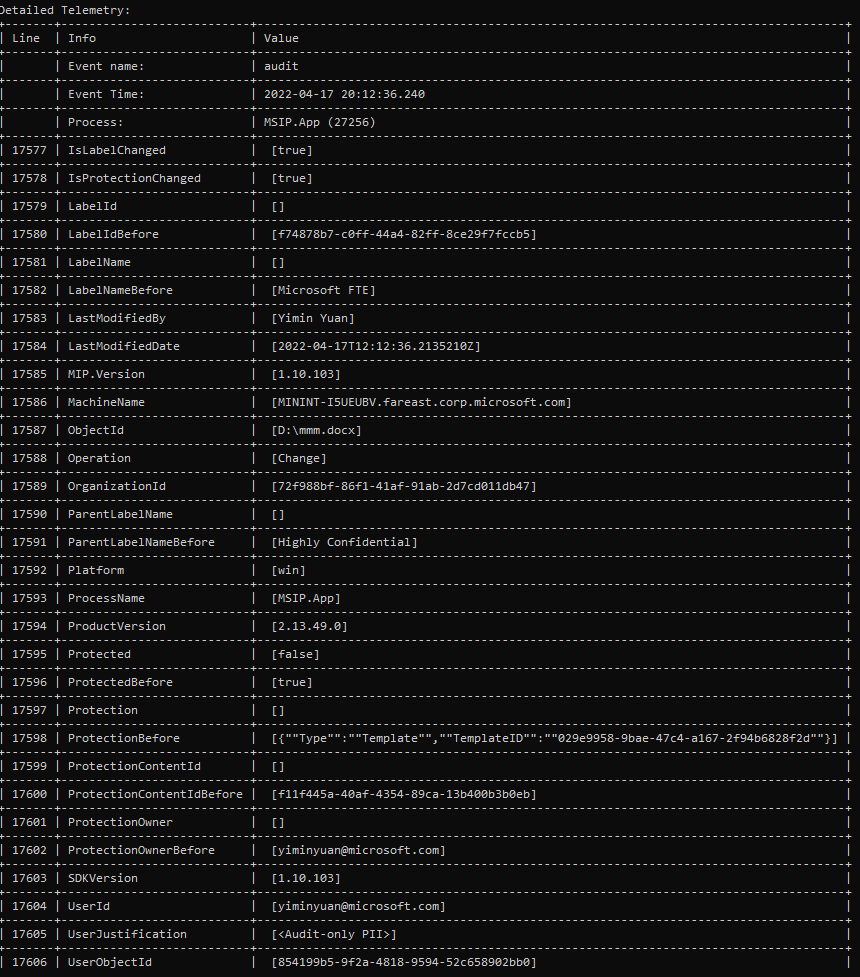 Detailed Telemetry:
| Line | Info | Value |
| | Event name: | audit |
| | Event Time: | 2022-04-17 20:12:36.240 |
| | Process: | MSIP.App (27256) |
| 17577 | IsLabelChanged | [true] |
| 17578 | IsProtectionChanged | [true] |
| 17579 | LabelId | [] |
| 17580 | LabelIdBefore | [f74878b7-c0ff-44a4-82ff-8ce29f7fccb5] |
| 17581 | LabelName | [] |
| 17582 | LabelNameBefore | [Microsoft FTE] |
| 17583 | LastModifiedBy | [Yimin Yuan] |
| 17584 | LastModifiedDate | [2022-04-17T12:12:36.2135210Z] |
| 17585 | MIP.Version | [1.10.103] |
| 17586 | MachineName | [MININT-I5UEUBV.fareast.corp.microsoft.com] |
| 17587 | ObjectId | [D:\mmm.docx] |
| 17588 | Operation | [Change] |
| 17589 | OrganizationId | [72f988bf-86f1-41af-91ab-2d7cd011db47] |
| 17590 | ParentLabelName | [] |
| 17591 | ParentLabelNameBefore | [Highly Confidential] |
| 17592 | Platform | [win] |
| 17593 | ProcessName | [MSIP.App] |
| 17594 | ProductVersion | [2.13.49.0] |
| 17595 | Protected | [false] |
| 17596 | ProtectedBefore | [true] |
| 17597 | Protection | [] |
| 17598 | ProtectionBefore | [{""Type"":""Template"",""TemplateID"":""029e9958-9bae-47c4-a167-2f94b6828f2d""}] |
| 17599 | ProtectionContentId | [] |
| 17600 | ProtectionContentIdBefore | [f11f445a-40af-4354-89ca-13b400b3b0eb] |
| 17601 | ProtectionOwner | [] |
| 17602 | ProtectionOwnerBefore | [yiminyuan@microsoft.com] |
| 17603 | SDKVersion | [1.10.103] |
| 17604 | UserId | [yiminyuan@microsoft.com] |
| 17605 | UserJustification | [<Audit-only PII>] |
| 17606 | UserObjectId | [854199b5-9f2a-4818-9594-52c658902bb0] |